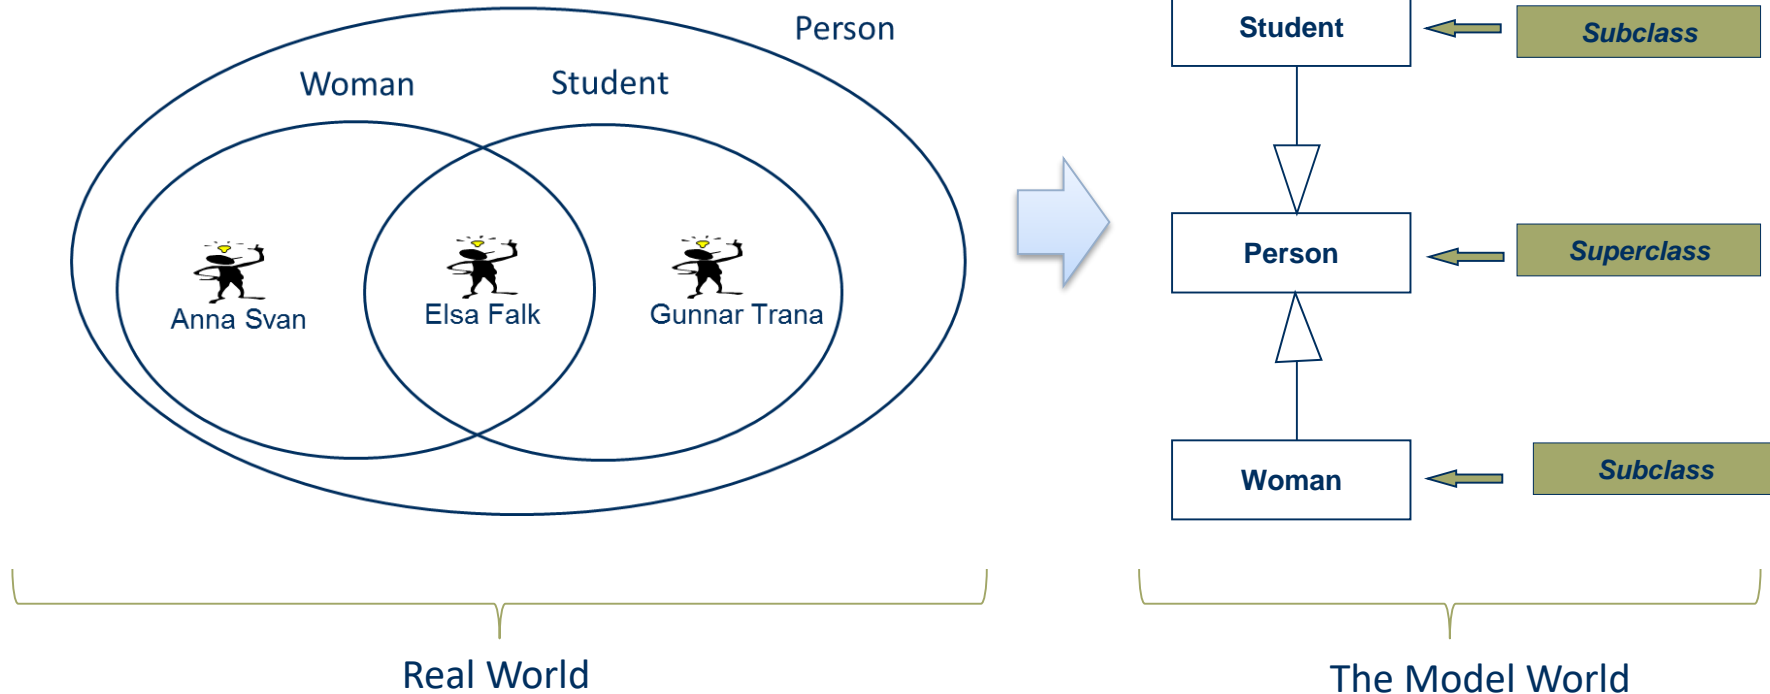 Person
Woman
Student
Anna Svan
Elsa Falk
Gunnar Trana
Real World
Student
Subclass
Person
Superclass
Woman
Subclass
The Model World